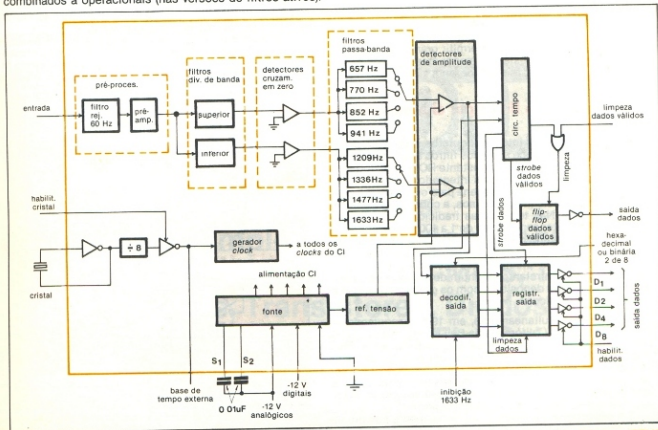 combinados a operacionais (nas versões de filtros ativos).
pré-proces.
filtro
rej.
60 Hz
pré-
amp.
entrada
filtros
div. de banda
superior
inferior
detectores
cruzam.
em zero
filtros
passa-banda
657 Hz
770 Hz
852 Hz
941 Hz
1209Hz
1336Hz
1477Hz
1633Hz
detectores
de amplitude
circ. tempo
limpeza
dados válidos
limpeza
strobe
dados
válidos
strobe dados
flip-
flop
dados
válidos
saída
dados
hexa-
decimal
ou binária
2 de 8
habilit.
cristal
÷ 8
cristal
gerador
clock
a todos os
clocks do CI
alimentação CI
fonte
ref. tensão
decodif.
saída
registr.
saída
D1
D2
D4
D8
saída dados
habilit.
dados
limpeza
dados
inibição
1633 Hz
S1
S2
0 01uF
base de
tempo externa
-12 V
digitais
-12 V
analógicos